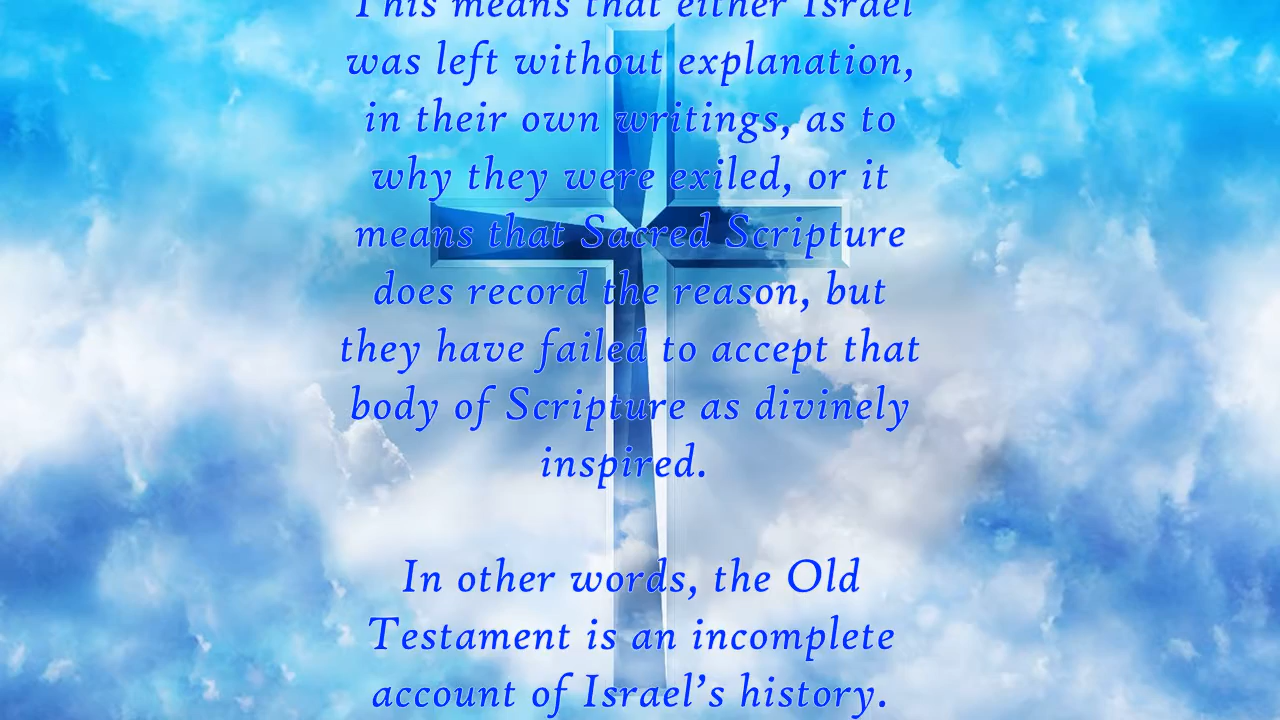 This means that either Israel
was left without explanation,
in their own writings, as to
why they were exiled, or it
means that Sacred Scripture
does record the reason, but
they have failed to accept that
body of Scripture as divinely
inspired.
In other words, the Old
Testament is an incomplete
account of Israel’s history.